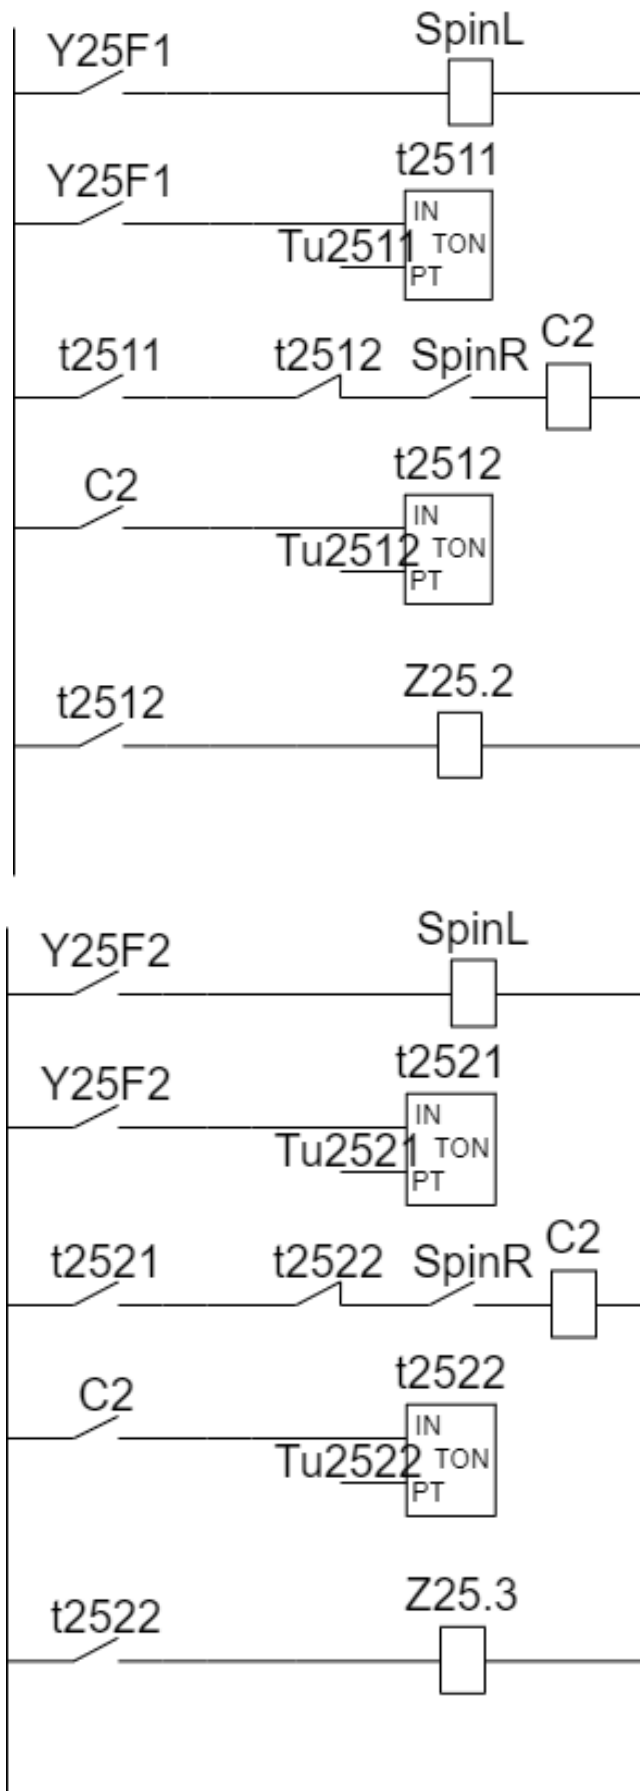 Y25F1 SpinL
Y25F1 t2511
IN
Tu2511 TON
PT
t2511 t2512 SpinR C2
C2 t2512
IN
Tu2512 TON
PT
t2512 Z25.2
Y25F2 SpinL
Y25F2 t2521
IN
Tu2521 TON
PT
t2521 t2522 SpinR C2
C2 t2522
IN
Tu2522 TON
PT
t2522 Z25.3